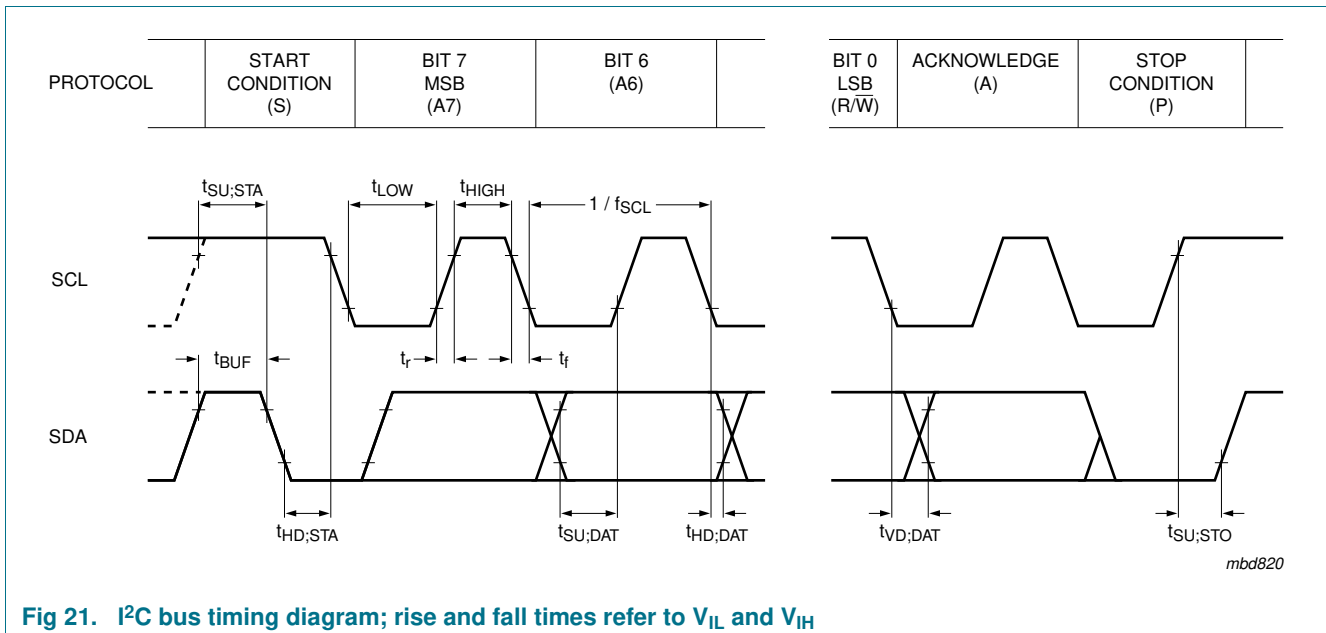 PROTOCOL
START
CONDITION
(S)
BIT 7
MSB
(A7)
BIT 6
(A6)
BIT 0
LSB
(R/W̅)
ACKNOWLEDGE
(A)
STOP
CONDITION
(P)
tSU;STA
tLOW
tHIGH
1 / fSCL
SCL
tBUF
tr
tf
SDA
tHD;STA
tSU;DAT
tHD;DAT
tVD;DAT
tSU;STO
mbd820
Fig 21. I²C bus timing diagram; rise and fall times refer to VIL and VIH